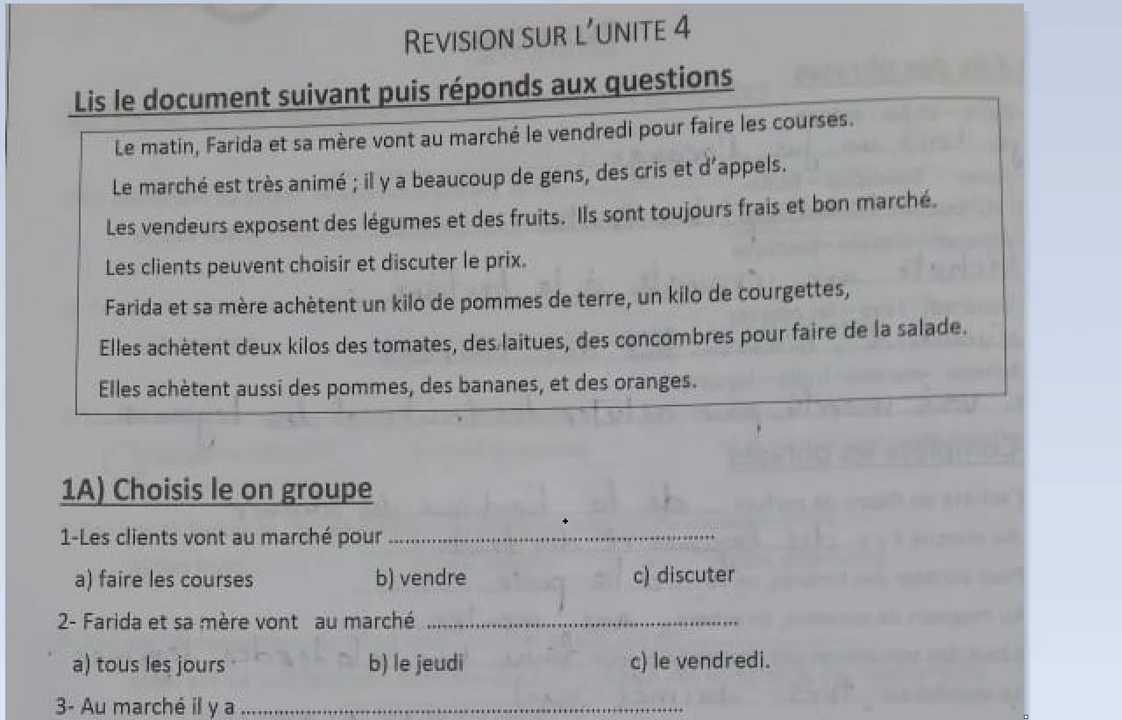 REVISION SUR L'UNITE 4
Lis le document suivant puis réponds aux questions
Le matin, Farida et sa mère vont au marché le vendredi pour faire les courses.
Le marché est très animé ; il y a beaucoup de gens, des cris et d'appels.
Les vendeurs exposent des légumes et des fruits. Ils sont toujours frais et bon marché.
Les clients peuvent choisir et discuter le prix.
Farida et sa mère achètent un kilo de pommes de terre, un kilo de courgettes,
Elles achètent deux kilos des tomates, des laitues, des concombres pour faire de la salade.
Elles achètent aussi des pommes, des bananes, et des oranges.
1A) Choisis le on groupe
1-Les clients vont au marché pour ............................................................
a) faire les courses b) vendre c) discuter
2- Farida et sa mère vont au marché ............................................................
a) tous les jours b) le jeudi c) le vendredi.
3- Au marché il y a ............................................................